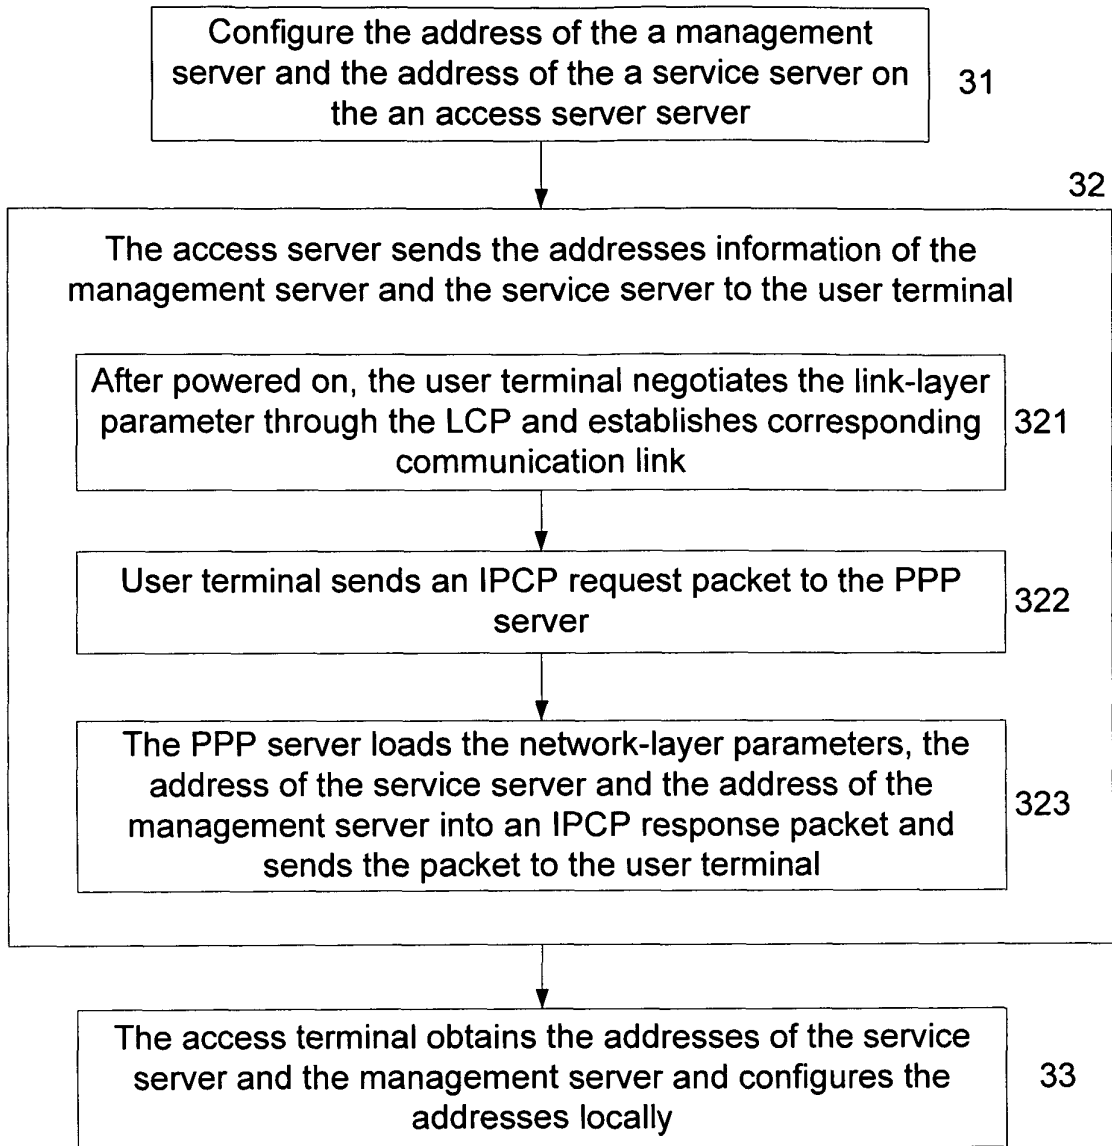 Configure the address of the a management
server and the address of the a service server on
the an access server server
31
32
The access server sends the addresses information of the
management server and the service server to the user terminal
After powered on, the user terminal negotiates the link-layer
parameter through the LCP and establishes corresponding
communication link
321
User terminal sends an IPCP request packet to the PPP
server
322
The PPP server loads the network-layer parameters, the
address of the service server and the address of the
management server into an IPCP response packet and
sends the packet to the user terminal
323
The access terminal obtains the addresses of the service
server and the management server and configures the
addresses locally
33